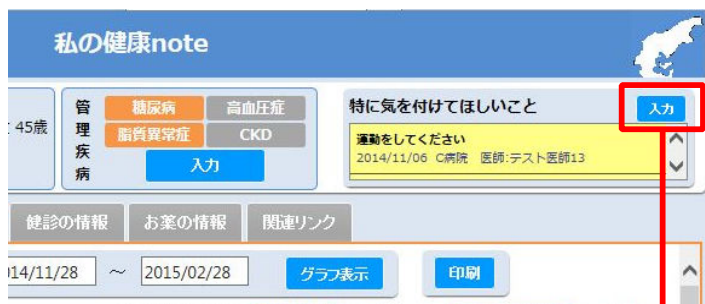 私の健康note
45歳
管理疾病
糖尿病 高血圧症
脂質異常症 CKD
入力
特に気を付けてほしいこと 入力
運動をしてください
2014/11/06 C病院 医師:テスト医師13
健診の情報 お薬の情報 関連リンク
014/11/28 ～ 2015/02/28 グラフ表示 印刷